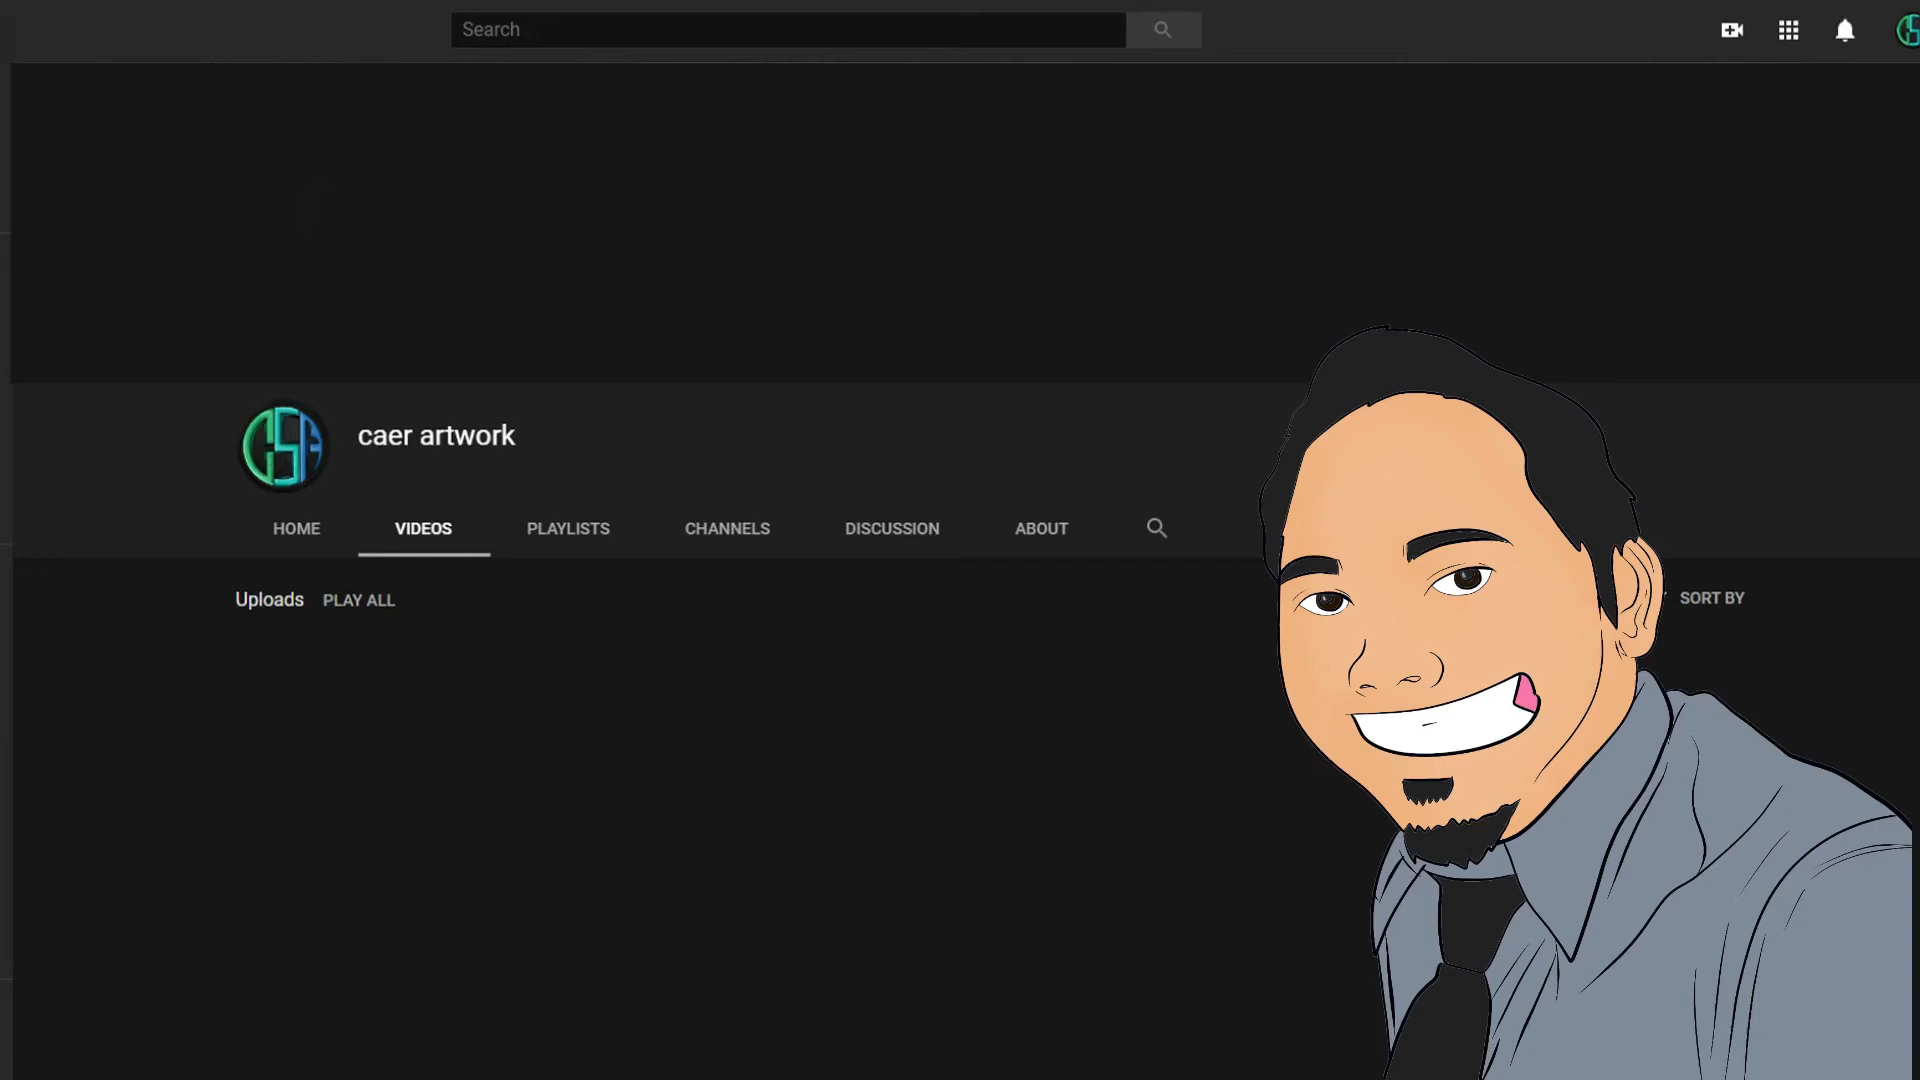 Search
caer artwork
HOME VIDEOS PLAYLISTS CHANNELS DISCUSSION ABOUT
Uploads PLAY ALL SORT BY